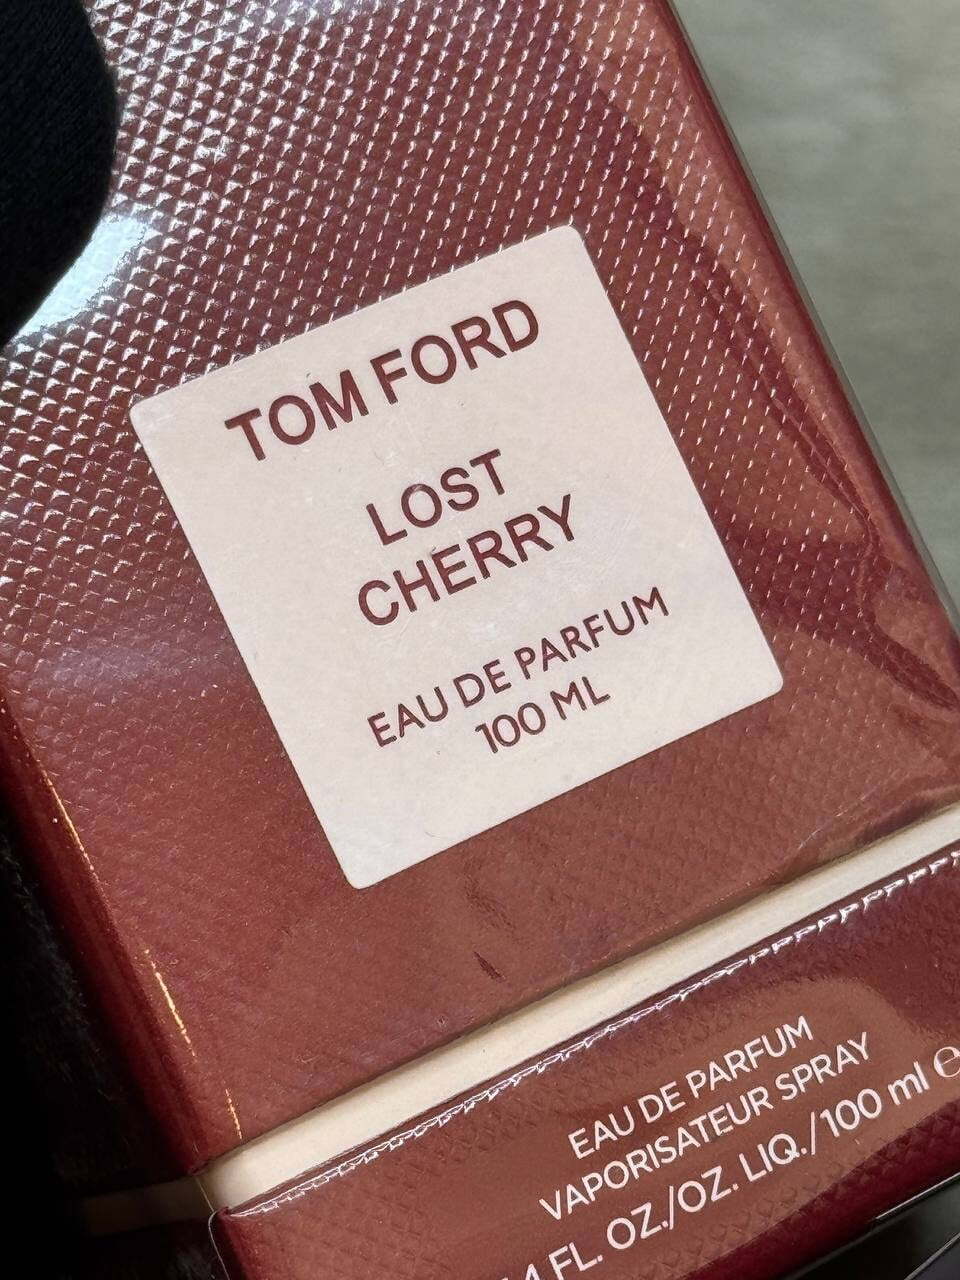 TOM FORD
LOST
CHERRY
EAU DE PARFUM
100 ML
EAU DE PARFUM
VAPORISATEUR SPRAY
.4 FL. OZ./OZ. LIQ./100 ml ℮